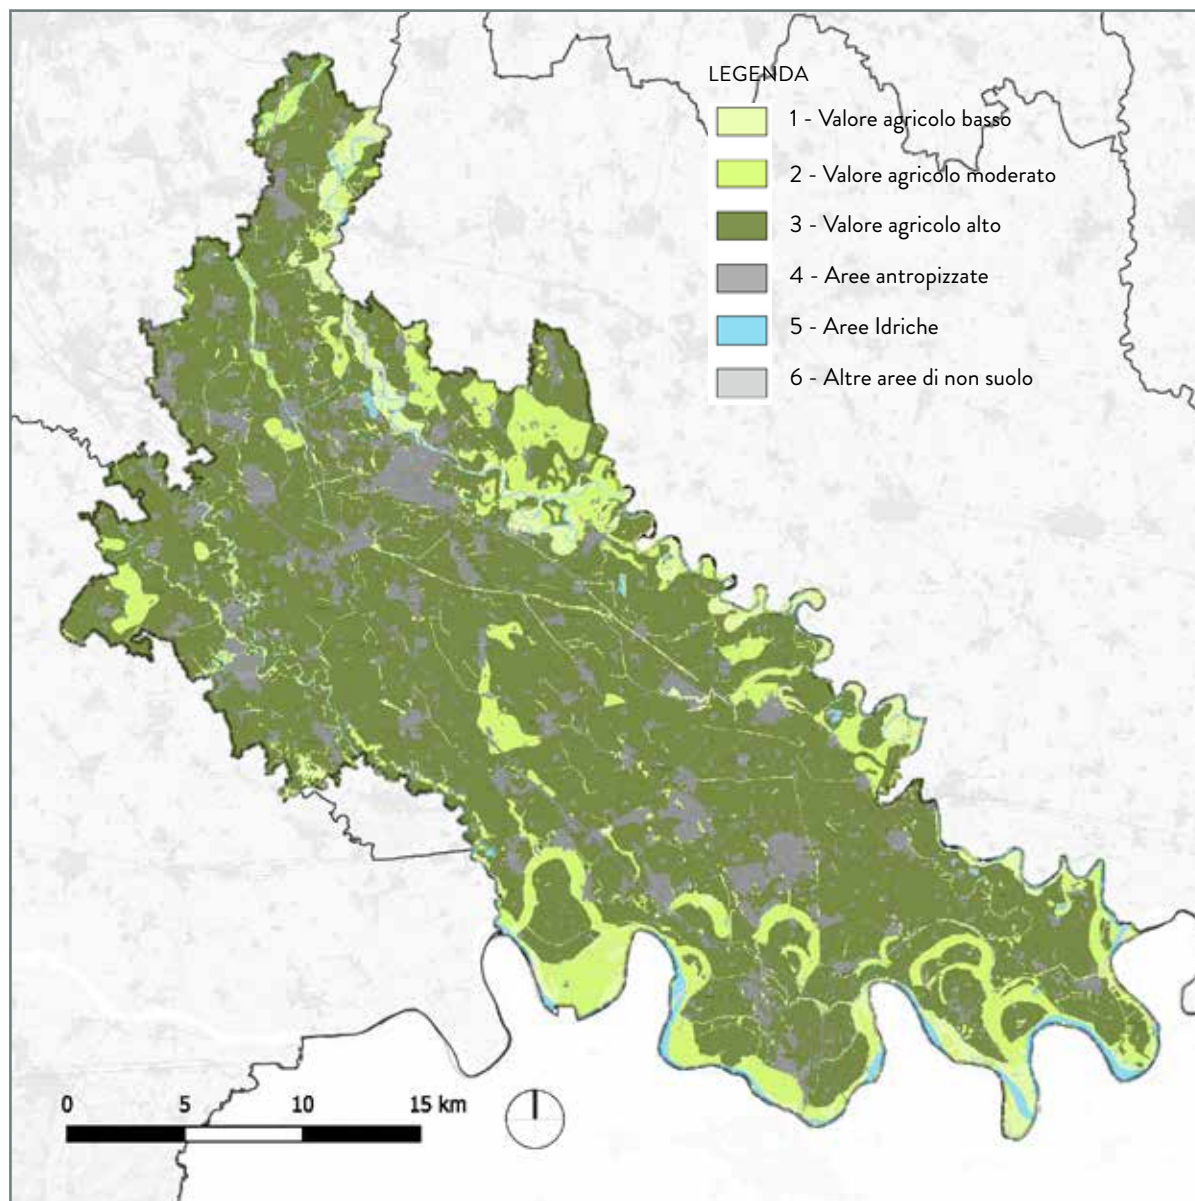 LEGENDA
1 - Valore agricolo basso
2 - Valore agricolo moderato
3 - Valore agricolo alto
4 - Aree antropizzate
5 - Aree Idriche
6 - Altre aree di non suolo
0 5 10 15 km